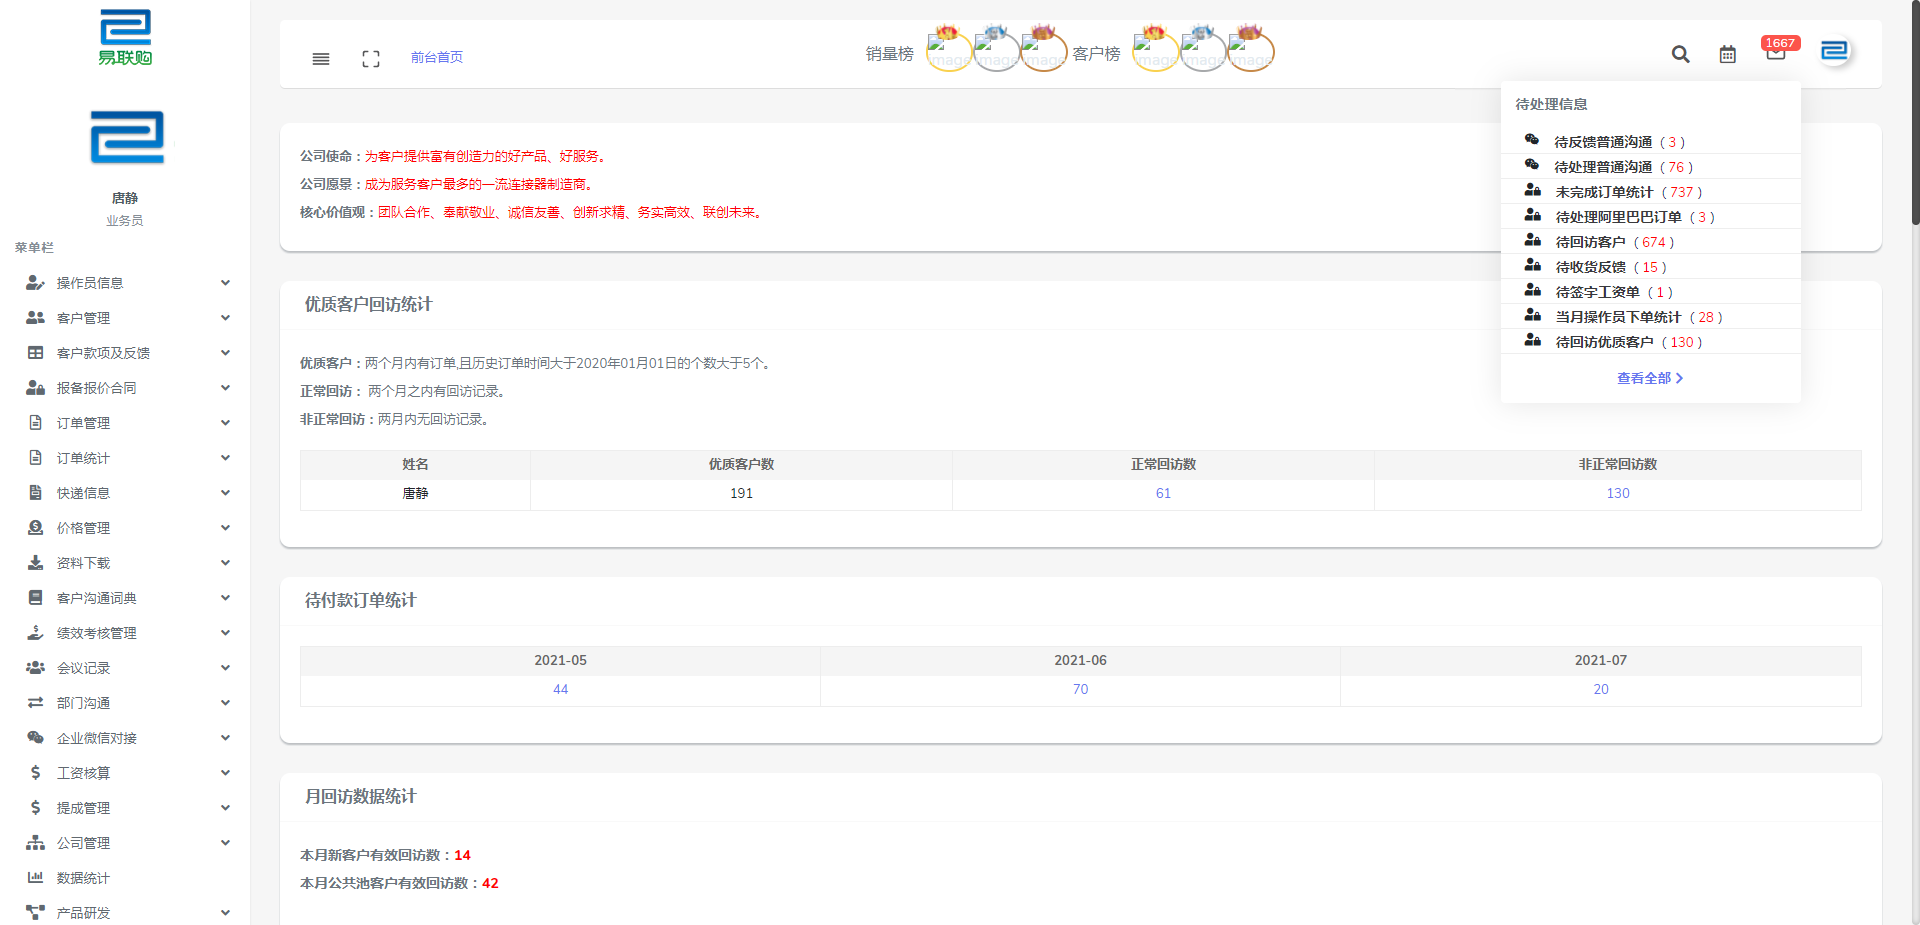 易联购
唐静
业务员
菜单栏
操作员信息
客户管理
客户款项及反馈
报备报价合同
订单管理
订单统计
快递信息
价格管理
资料下载
客户沟通词典
绩效考核管理
会议记录
部门沟通
企业微信对接
工资核算
提成管理
公司管理
数据统计
产品研发
前台首页
销量榜 image image image 客户榜 image image image
1667
待处理信息
待反馈普通沟通 ( 3 )
待处理普通沟通 ( 76 )
未完成订单统计 ( 737 )
待处理阿里巴巴订单 ( 3 )
待回访客户 ( 674 )
待收货反馈 ( 15 )
待签字工资单 ( 1 )
当月操作员下单统计 ( 28 )
待回访优质客户 ( 130 )
查看全部
公司使命：为客户提供富有创造力的好产品、好服务。
公司愿景：成为服务客户最多的一流连接器制造商。
核心价值观：团队合作、奉献敬业、诚信友善、创新求精、务实高效、联创未来。
优质客户回访统计
优质客户：两个月内有订单,且历史订单时间大于2020年01月01日的个数大于5个。
正常回访： 两个月之内有回访记录。
非正常回访：两月内无回访记录。
姓名 优质客户数 正常回访数 非正常回访数
唐静 191 61 130
待付款订单统计
2021-05 2021-06 2021-07
44 70 20
月回访数据统计
本月新客户有效回访数：14
本月公共池客户有效回访数：42